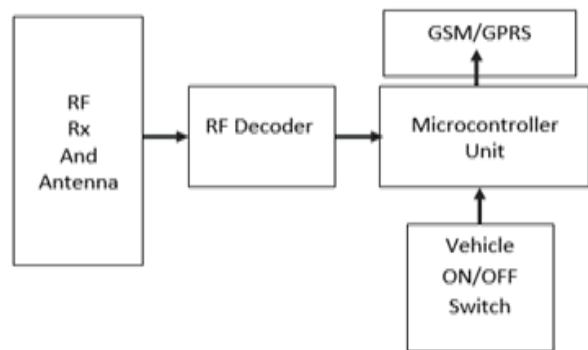 GSM/GPRS
RF
Rx
And
Antenna
RF Decoder
Microcontroller
Unit
Vehicle
ON/OFF
Switch